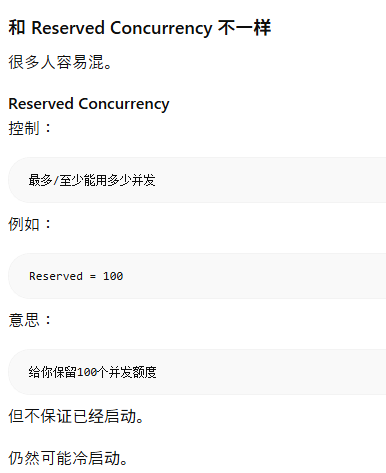 和 Reserved Concurrency 不一样
很多人容易混。
Reserved Concurrency
控制：
最多/至少能用多少并发
例如：
Reserved = 100
意思：
给你保留100个并发额度
但不保证已经启动。
仍然可能冷启动。